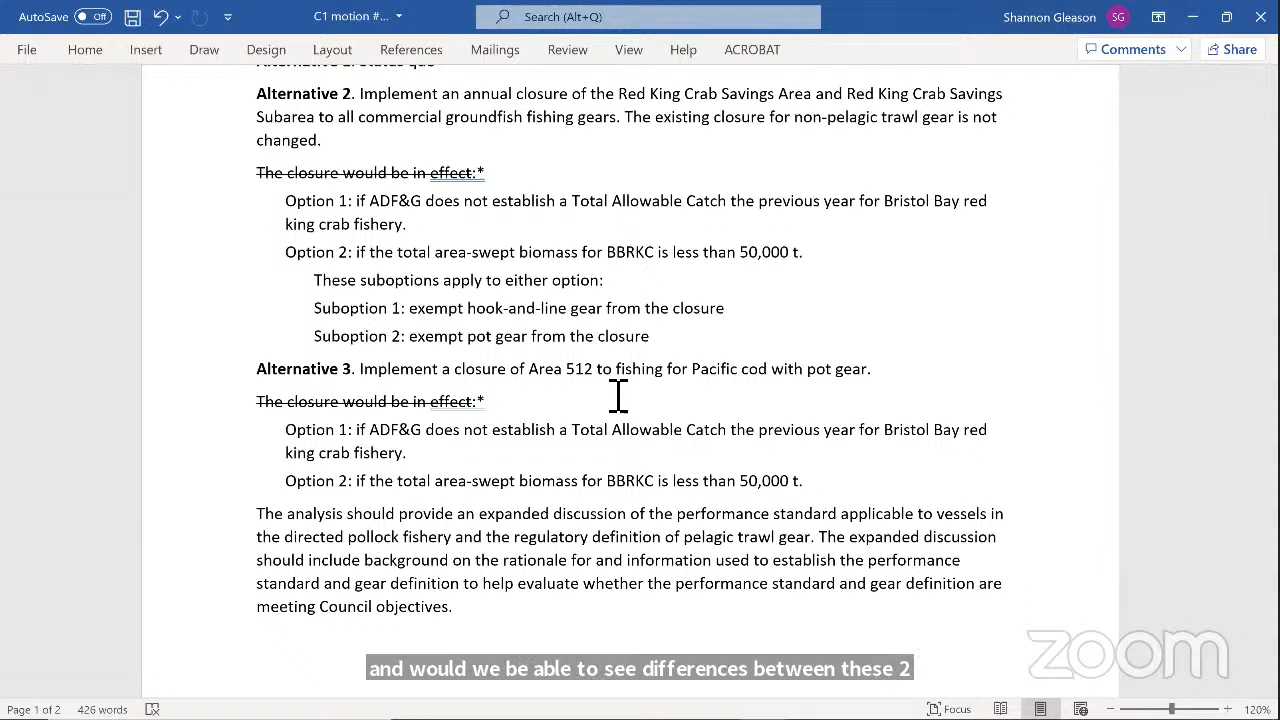 AutoSave Off
C1 motion #...
Search (Alt+Q)
Shannon Gleason SG
File Home Insert Draw Design Layout References Mailings Review View Help ACROBAT
Comments Share
Alternative 2. Implement an annual closure of the Red King Crab Savings Area and Red King Crab Savings
Subarea to all commercial groundfish fishing gears. The existing closure for non-pelagic trawl gear is not
changed.
The closure would be in effect:*
Option 1: if ADF&G does not establish a Total Allowable Catch the previous year for Bristol Bay red
king crab fishery.
Option 2: if the total area-swept biomass for BBRKC is less than 50,000 t.
These suboptions apply to either option:
Suboption 1: exempt hook-and-line gear from the closure
Suboption 2: exempt pot gear from the closure
Alternative 3. Implement a closure of Area 512 to fishing for Pacific cod with pot gear.
The closure would be in effect:*
Option 1: if ADF&G does not establish a Total Allowable Catch the previous year for Bristol Bay red
king crab fishery.
Option 2: if the total area-swept biomass for BBRKC is less than 50,000 t.
The analysis should provide an expanded discussion of the performance standard applicable to vessels in
the directed pollock fishery and the regulatory definition of pelagic trawl gear. The expanded discussion
should include background on the rationale for and information used to establish the performance
standard and gear definition to help evaluate whether the performance standard and gear definition are
meeting Council objectives.
zoom
and would we be able to see differences between these 2
Page 1 of 2 426 words
Focus
120%